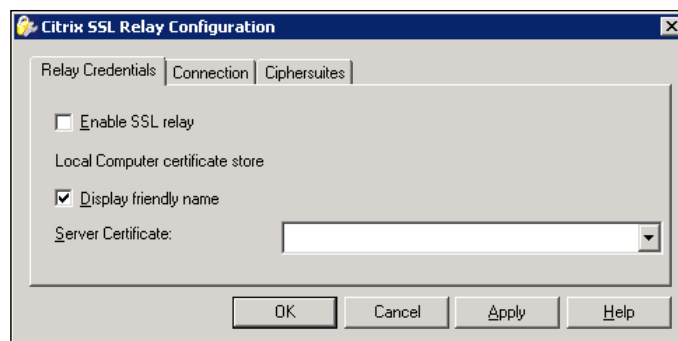 Citrix SSL Relay Configuration
Relay Credentials Connection Ciphersuites
Enable SSL relay
Local Computer certificate store
Display friendly name
Server Certificate:
OK Cancel Apply Help